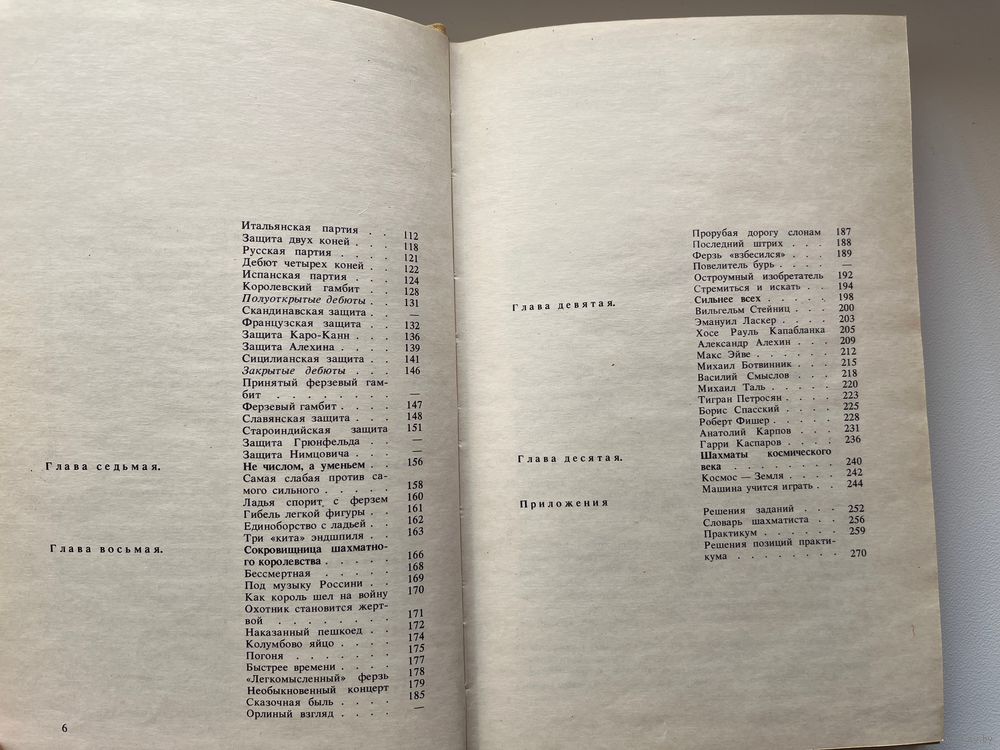 Итальянская партия . . 112
Защита двух коней . . . 118
Русская партия . . . . 121
Дебют четырех коней . . 122
Испанская партия . . . 124
Королевский гамбит . . 128
Полуоткрытые дебюты . . 131
Скандинавская защита . . —
Французская защита . . 132
Защита Каро-Канн . . . 136
Защита Алехина . . . . 139
Сицилианская защита . . 141
Закрытые дебюты . . . 146
Принятый ферзевый гам-
бит . . . . . . . . —
Ферзевый гамбит . . . . 147
Славянская защита . . . 148
Староиндийская защита 151
Защита Грюнфельда . . —
Защита Нимцовича . . . —
Глава седьмая. Не числом, а уменьем . . 156
Самая слабая против са-
мого сильного . . . . . 158
Ладья спорит с ферзем 160
Гибель легкой фигуры . . 161
Единоборство с ладьей . . 162
Три «кита» эндшпиля . . 163
Глава восьмая. Сокровищница шахматно-
го королевства . . . . . 166
Бессмертная . . . . . 168
Под музыку Россини . . 169
Как король шел на войну 170
Охотник становится жерт-
вой . . . . . . . . 171
Наказанный пешкоед . . 172
Колумбово яйцо . . . . 174
Погоня . . . . . . . 175
Быстрее времени . . . . 177
«Легкомысленный» ферзь 178
Необыкновенный концерт 179
Сказочная быль . . . . 185
Орлиный взгляд . . . . —
6
Прорубая дорогу слонам 187
Последний штрих . . . 188
Ферзь «взбесился» . . . 189
Повелитель бурь . . . . —
Остроумный изобретатель 192
Стремиться и искать . . 194
Глава девятая. Сильнее всех . . . . . 198
Вильгельм Стейниц . . 200
Эмануил Ласкер . . . . 203
Хосе Рауль Капабланка 205
Александр Алехин . . . 209
Макс Эйве . . . . . . 212
Михаил Ботвинник . . . 215
Василий Смыслов . . . 218
Михаил Таль . . . . . 220
Тигран Петросян . . . . 223
Борис Спасский . . . . 225
Роберт Фишер . . . . . 228
Анатолий Карпов . . . 231
Гарри Каспаров . . . . 236
Глава десятая. Шахматы космического
века . . . . . . . . 240
Космос — Земля . . . . 242
Машина учится играть . . 244
Приложения
Решения заданий . . . 252
Словарь шахматиста . . 256
Практикум . . . . . . 259
Решения позиций практи-
кума . . . . . . . . 270